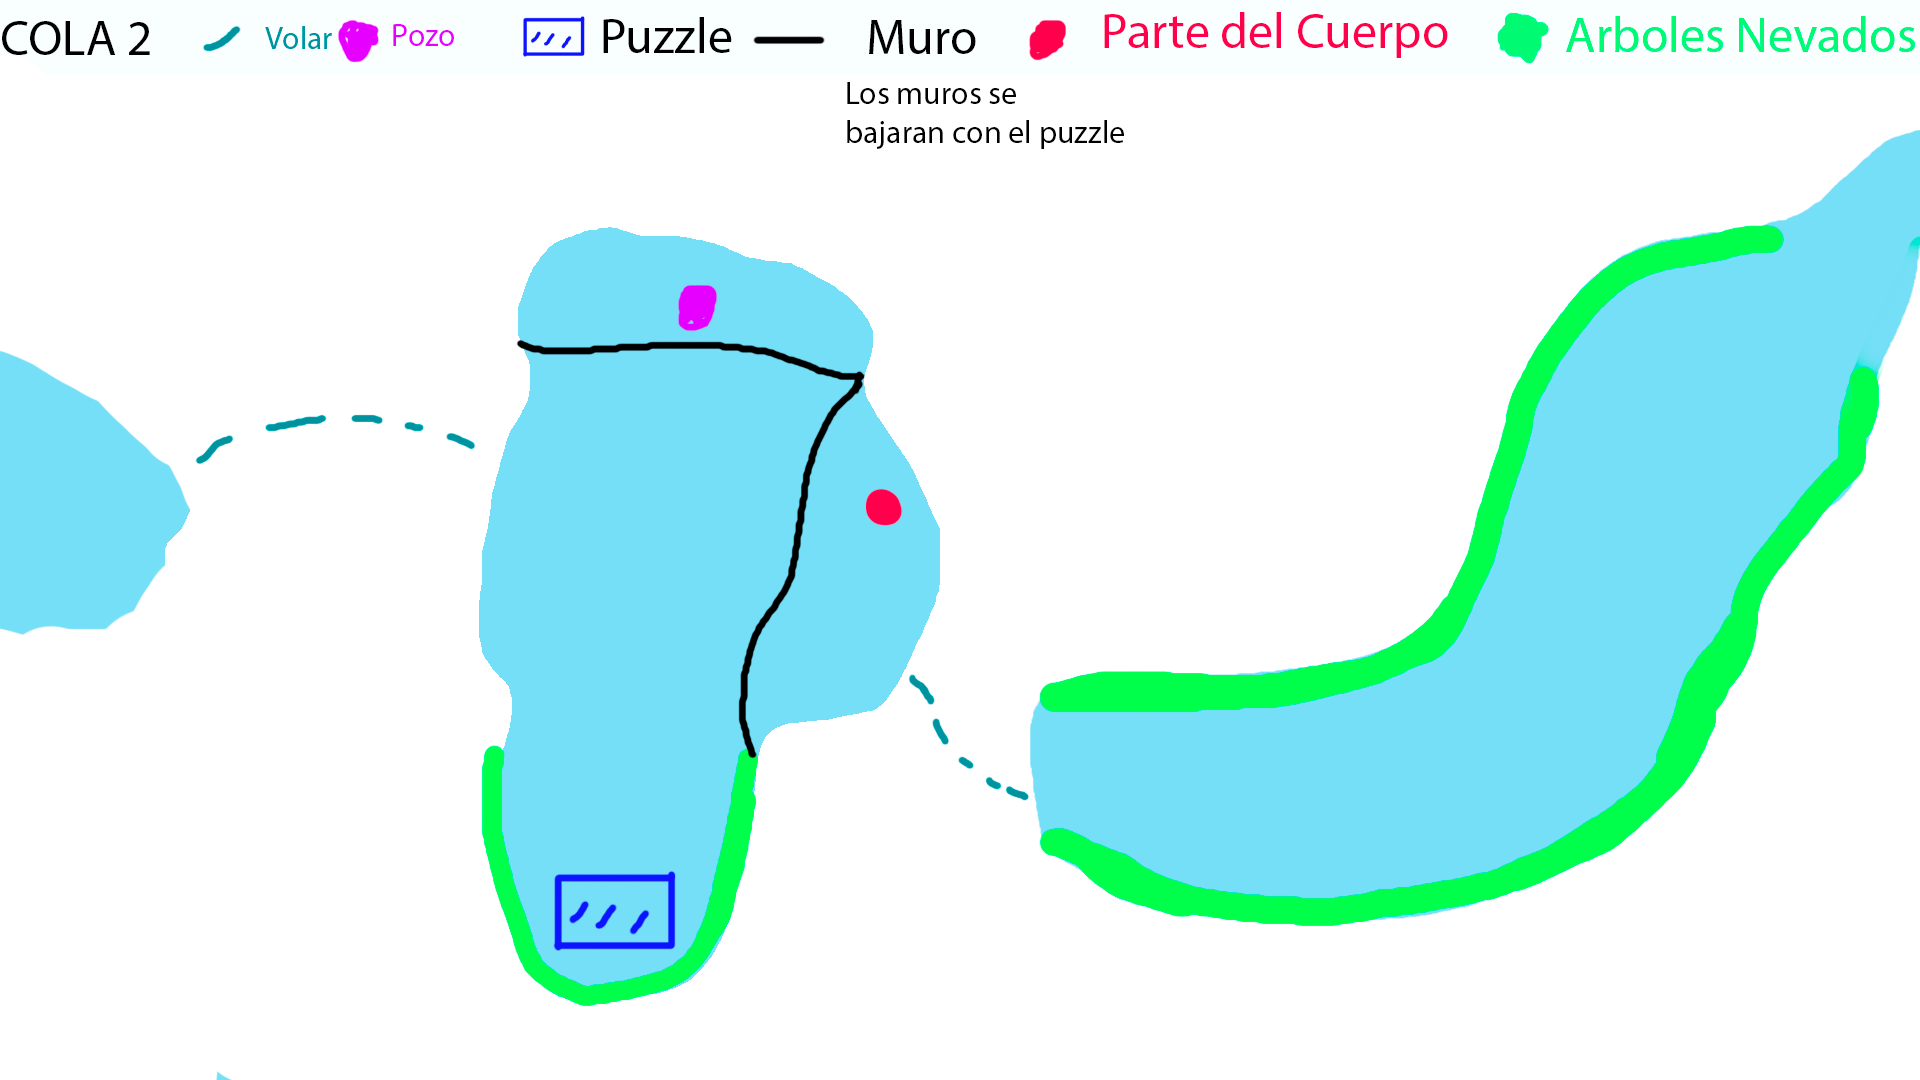 COLA 2 Volar Pozo Puzzle Muro Parte del Cuerpo Arboles Nevados
Los muros se
bajaran con el puzzle